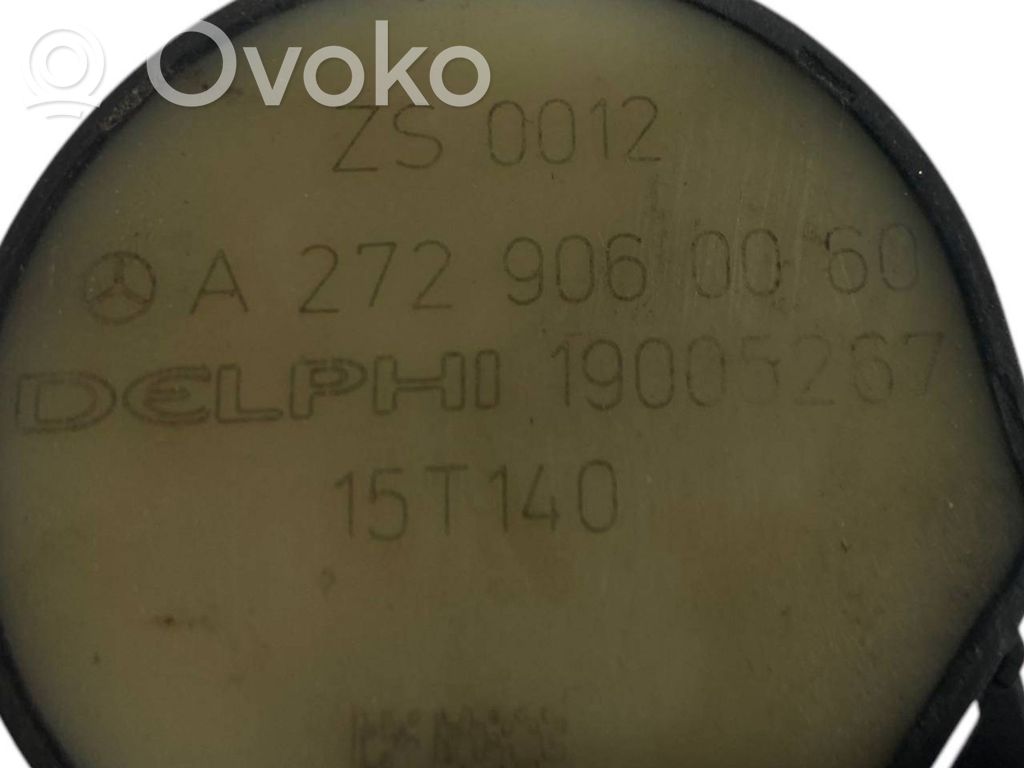 Ovoko
ZS 0012
A 272 906 00 60
DELPHI 19005267
15T140